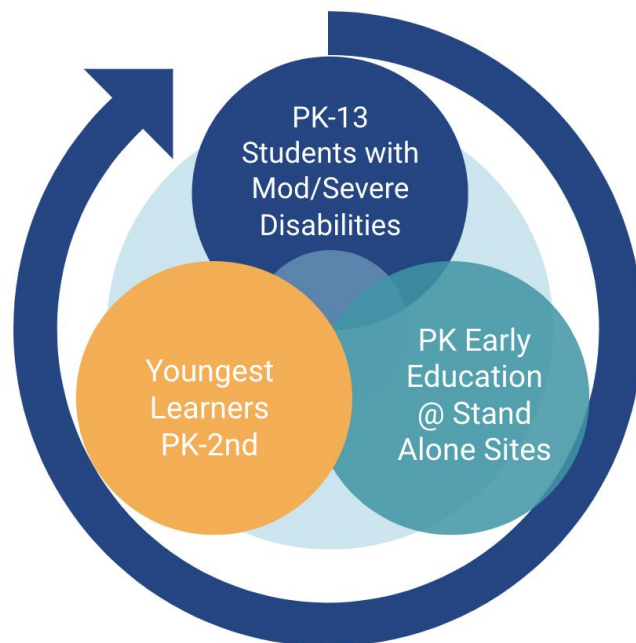 PK-13
Students with
Mod/Severe
Disabilities
Youngest
Learners
PK-2nd
PK Early
Education
@ Stand
Alone Sites